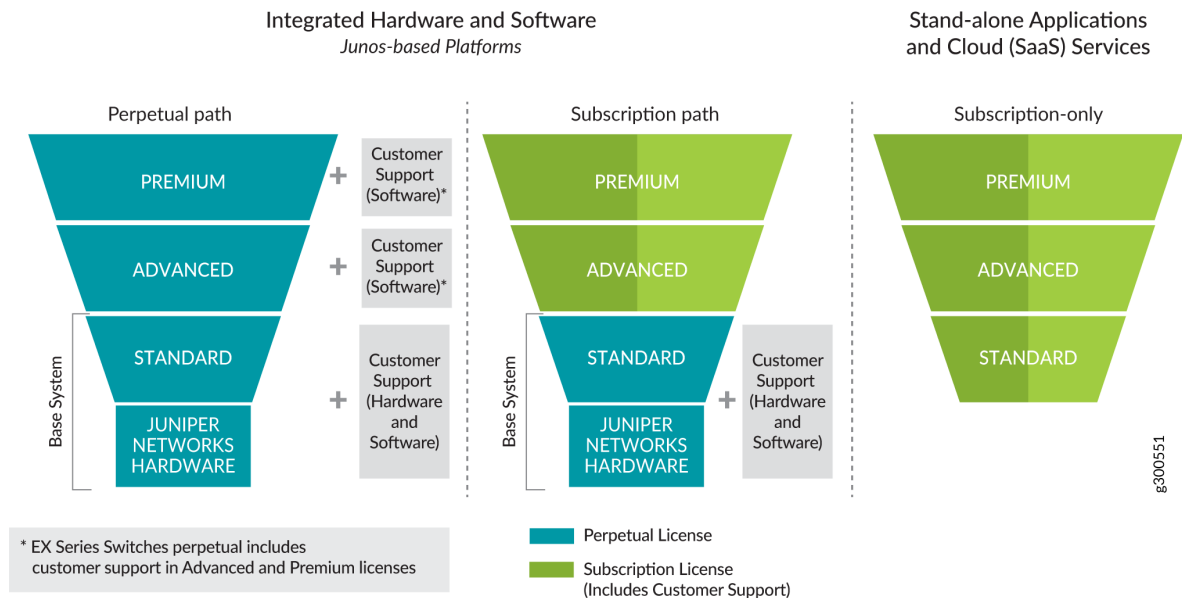 Integrated Hardware and Software
Junos-based Platforms
Stand-alone Applications
and Cloud (SaaS) Services
Perpetual path
PREMIUM
+
Customer
Support
(Software)*
ADVANCED
+
Customer
Support
(Software)*
Base System
STANDARD
JUNIPER
NETWORKS
HARDWARE
+
Customer
Support
(Hardware
and
Software)
Subscription path
PREMIUM
ADVANCED
Base System
STANDARD
JUNIPER
NETWORKS
HARDWARE
+
Customer
Support
(Hardware
and
Software)
Subscription-only
PREMIUM
ADVANCED
STANDARD
g300551
* EX Series Switches perpetual includes
customer support in Advanced and Premium licenses
Perpetual License
Subscription License
(Includes Customer Support)